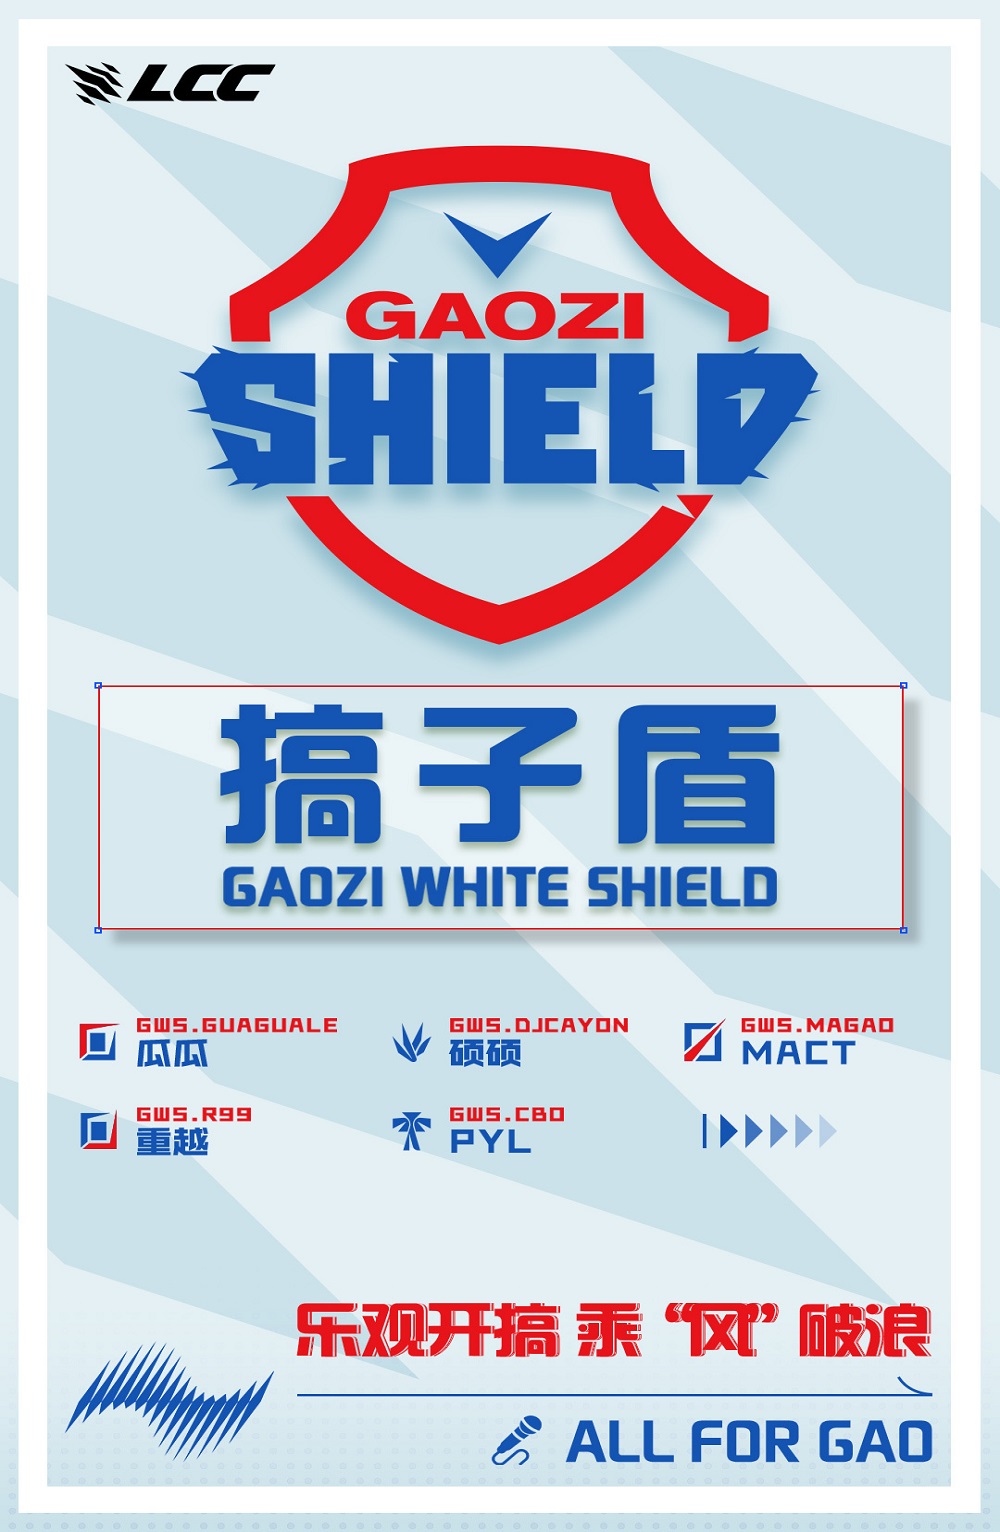 LCC
GAOZI
SHIELD
搞子盾
GAOZI WHITE SHIELD
GWS.GUAGUALE
瓜瓜
GWS.DJCAYON
硕硕
GWS.MAGAO
MACT
GWS.R99
重越
GWS.CBO
PYL
乐观开搞 乘“风”破浪
ALL FOR GAO